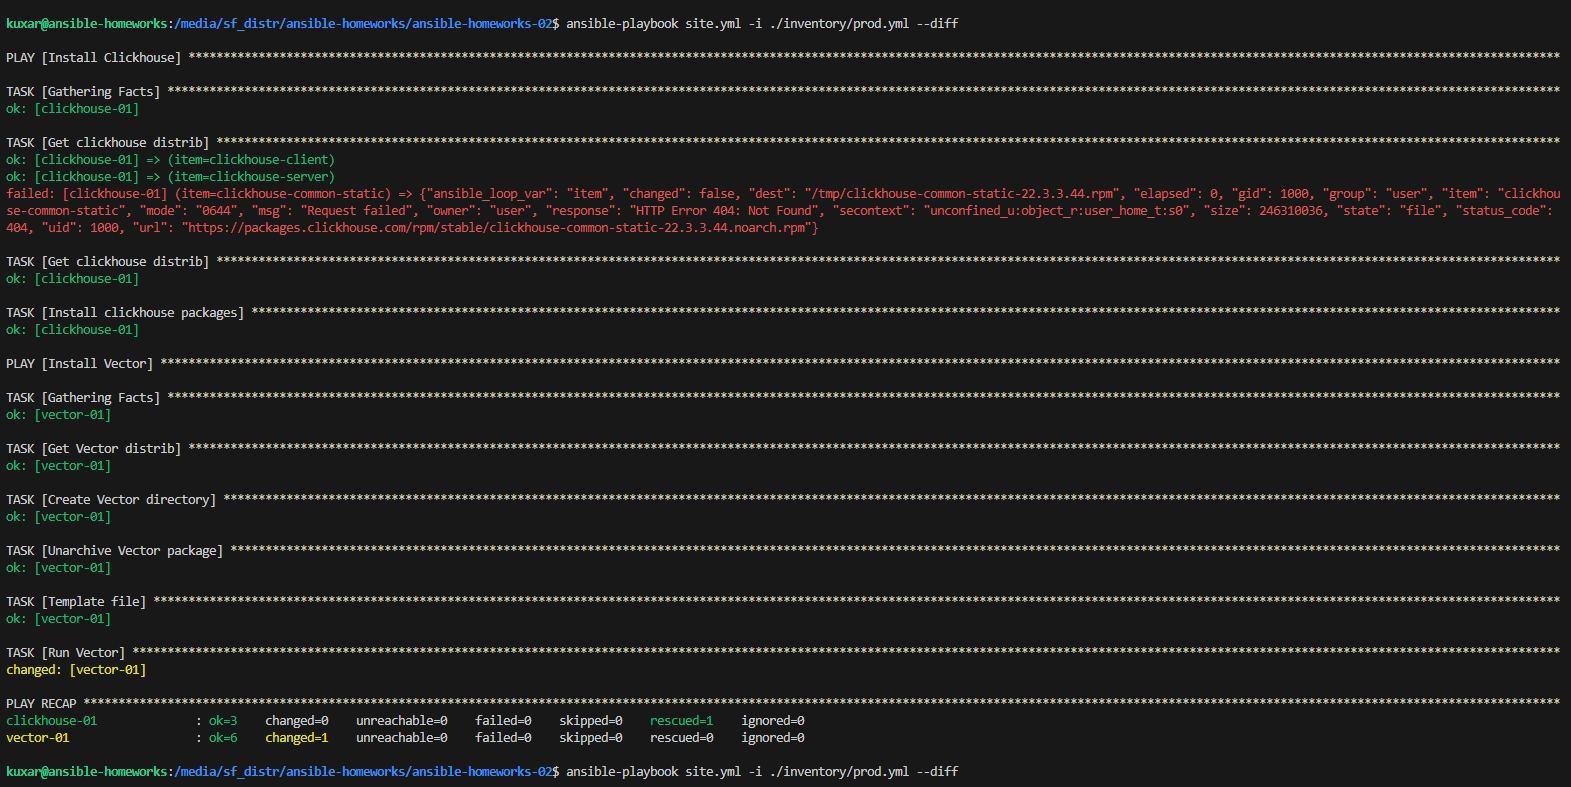 kuxar@ansible-homeworks:/media/sf_distr/ansible-homeworks/ansible-homeworks-02$ ansible-playbook site.yml -i ./inventory/prod.yml --diff
PLAY [Install Clickhouse] ****************************************************************************************************************************************************************************************************
TASK [Gathering Facts] *******************************************************************************************************************************************************************************************************
ok: [clickhouse-01]
TASK [Get clickhouse distrib] ************************************************************************************************************************************************************************************************
ok: [clickhouse-01] => (item=clickhouse-client)
ok: [clickhouse-01] => (item=clickhouse-server)
failed: [clickhouse-01] (item=clickhouse-common-static) => {"ansible_loop_var": "item", "changed": false, "dest": "/tmp/clickhouse-common-static-22.3.3.44.rpm", "elapsed": 0, "gid": 1000, "group": "user", "item": "clickhou
se-common-static", "mode": "0644", "msg": "Request failed", "owner": "user", "response": "HTTP Error 404: Not Found", "secontext": "unconfined_u:object_r:user_home_t:s0", "size": 246310036, "state": "file", "status_code":
404, "uid": 1000, "url": "https://packages.clickhouse.com/rpm/stable/clickhouse-common-static-22.3.3.44.noarch.rpm"}
TASK [Get clickhouse distrib] ************************************************************************************************************************************************************************************************
ok: [clickhouse-01]
TASK [Install clickhouse packages] *******************************************************************************************************************************************************************************************
ok: [clickhouse-01]
PLAY [Install Vector] ********************************************************************************************************************************************************************************************************
TASK [Gathering Facts] *******************************************************************************************************************************************************************************************************
ok: [vector-01]
TASK [Get Vector distrib] ****************************************************************************************************************************************************************************************************
ok: [vector-01]
TASK [Create Vector directory] ***********************************************************************************************************************************************************************************************
ok: [vector-01]
TASK [Unarchive Vector package] **********************************************************************************************************************************************************************************************
ok: [vector-01]
TASK [Template file] *********************************************************************************************************************************************************************************************************
ok: [vector-01]
TASK [Run Vector] ************************************************************************************************************************************************************************************************************
changed: [vector-01]
PLAY RECAP *******************************************************************************************************************************************************************************************************************
clickhouse-01 : ok=3 changed=0 unreachable=0 failed=0 skipped=0 rescued=1 ignored=0
vector-01 : ok=6 changed=1 unreachable=0 failed=0 skipped=0 rescued=0 ignored=0
kuxar@ansible-homeworks:/media/sf_distr/ansible-homeworks/ansible-homeworks-02$ ansible-playbook site.yml -i ./inventory/prod.yml --diff